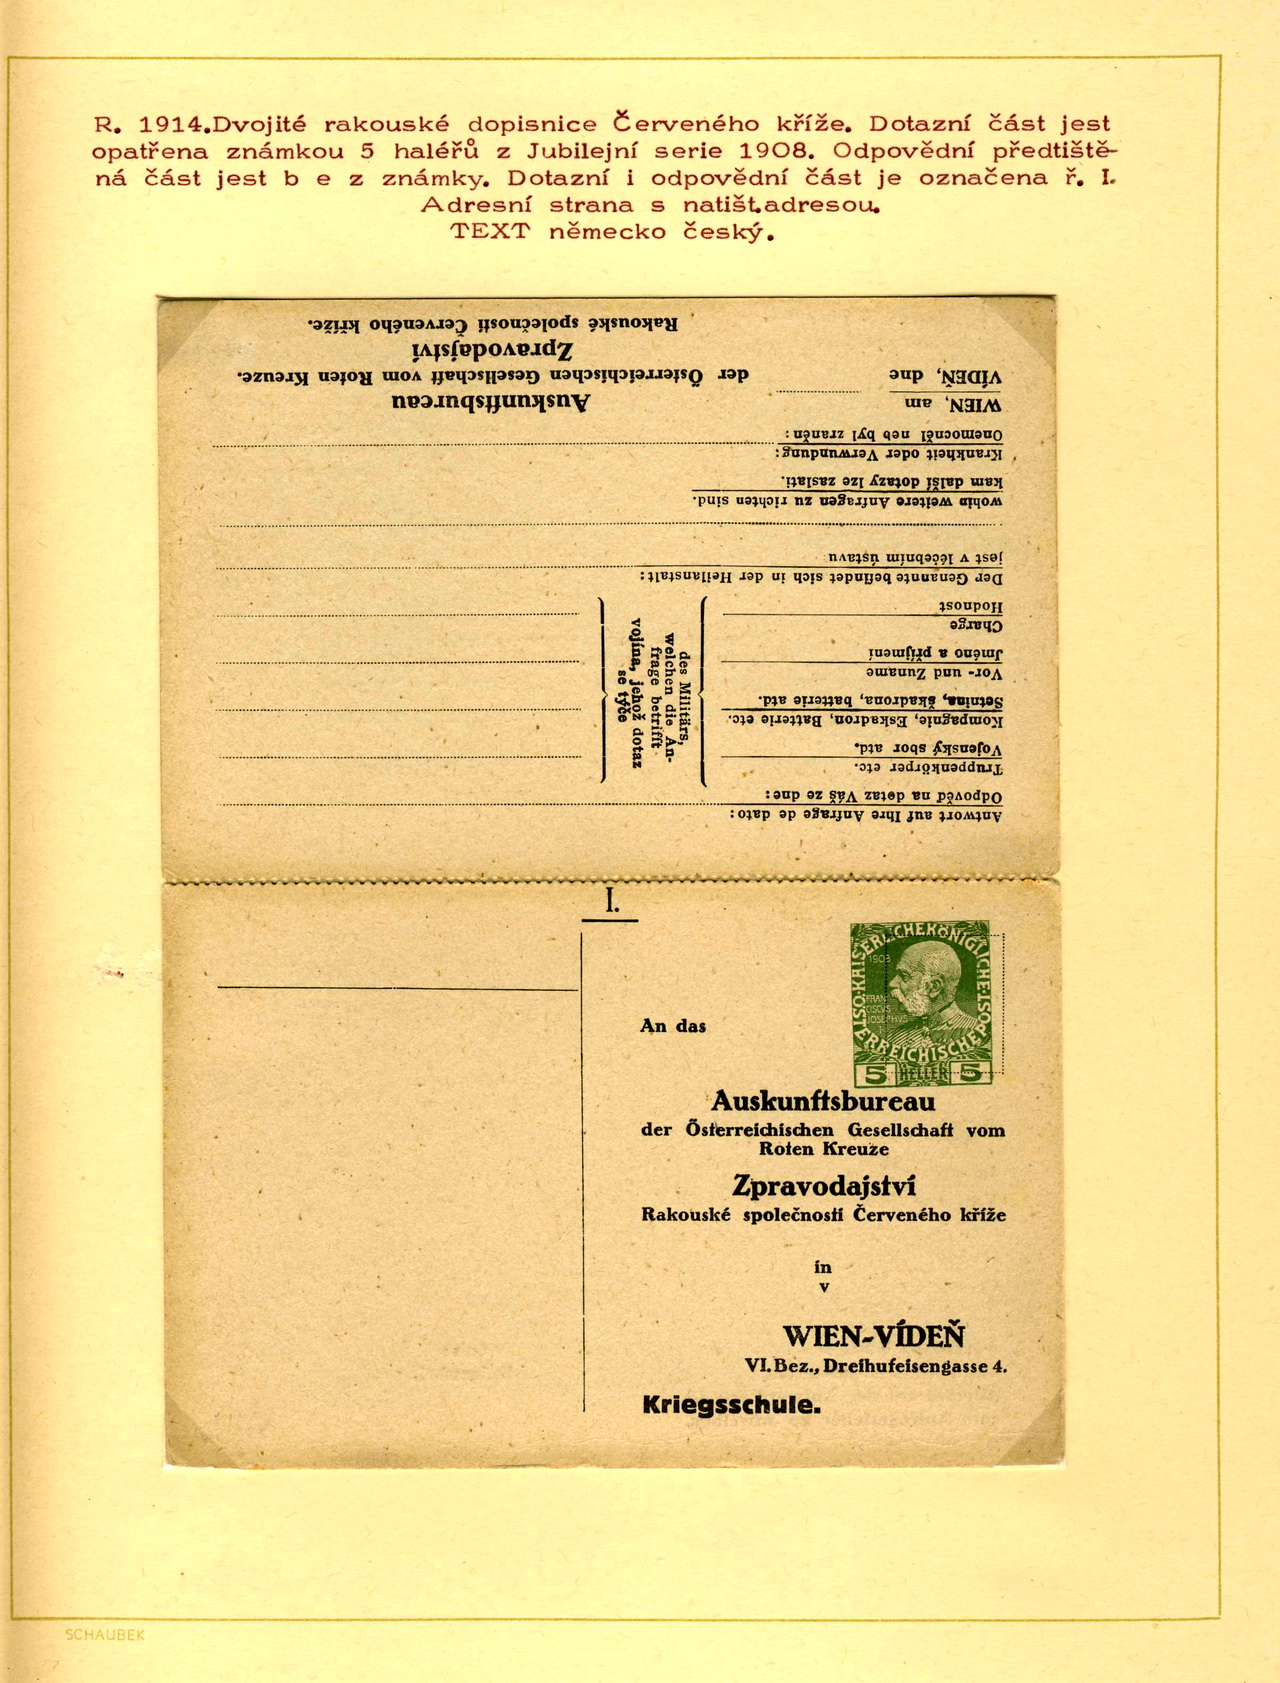 R. 1914.Dvojité rakouské dopisnice Červeného kříže. Dotazní část jest
opatřena známkou 5 haléřů z Jubilejní serie 1908. Odpovědní předtiště-
ná část jest b e z známky. Dotazní i odpovědní část je označena ř. I.
Adresní strana s natišt.adresou.
TEXT německo český.
Antwort auf Ihre Anfrage de dato:
Odpověd na dotaz Váš ze dne:
Truppenkörper etc.
Vojenský sbor atd.
Kompagnie, Eskadron, Batterie etc.
Setnina, škadrona, batterie atd.
Vor- und Zuname
Jméno a příjmení
Charge
Hodnost
des Militärs,
welchen die An-
frage betrifft
vojína, jehož dotaz
se týče
Der Genannte befindet sich in der Heilanstalt:
jest v léčebním ústavu
wohin weitere Anfragen zu richten sind.
kam další dotazy lze zaslati.
Krankheit oder Verwundung:
Onemocněl neb byl zraněn:
WIEN, am
VÍDEŇ, dne
Auskunftsbureau
der Österreichischen Gesellschaft vom Roten Kreuze.
Zpravodajství
Rakouské společnosti Červeného kříže.
I.
KAISERLICHEKÖNIGLICHE ÖSTERREICHISCHE POST
1908
FRAN
CISCVS
IOSEPHVS
I
5 HELLER 5
An das
Auskunftsbureau
der Österreichischen Gesellschaft vom
Roten Kreuze
Zpravodajství
Rakouské společnosti Červeného kříže
in
v
WIEN-VÍDEŇ
VI. Bez., Dreihufeisengasse 4.
Kriegsschule.
SCHAUBEK